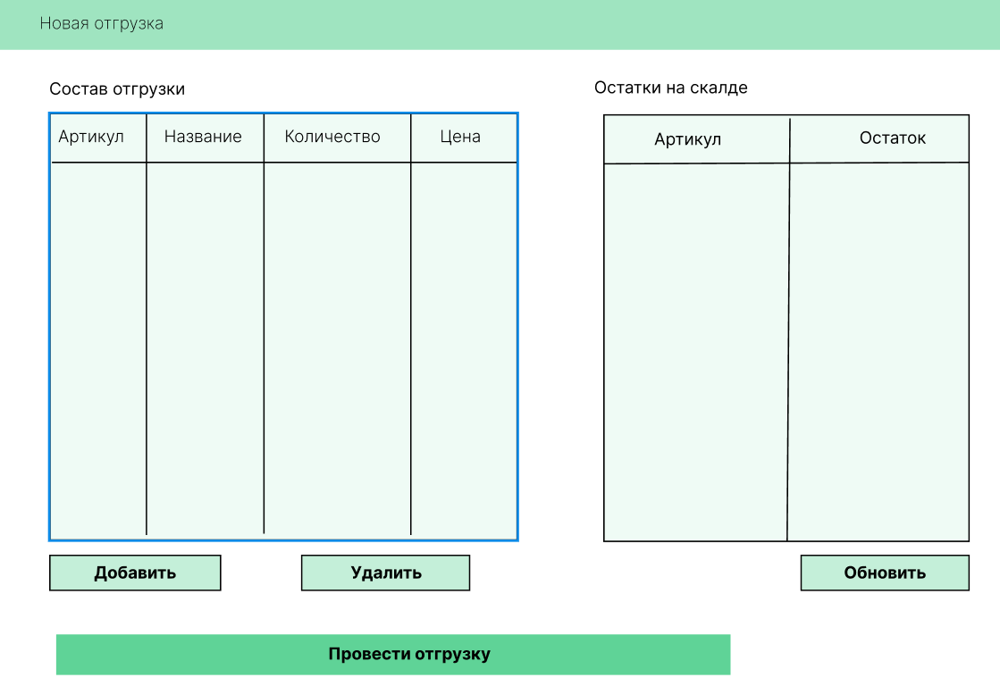 Новая отгрузка
Состав отгрузки
Артикул Название Количество Цена
Добавить Удалить
Остатки на скалде
Артикул Остаток
Обновить
Провести отгрузку